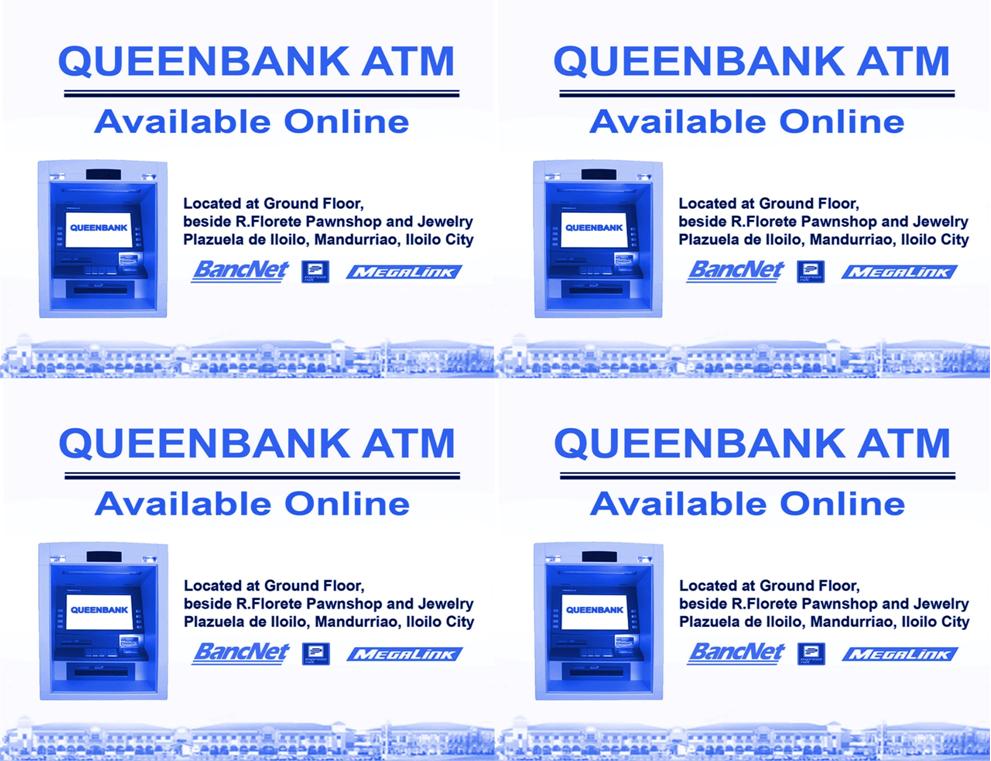 QUEENBANK ATM
Available Online
QUEENBANK
Located at Ground Floor,
beside R.Florete Pawnshop and Jewelry
Plazuela de Iloilo, Mandurriao, Iloilo City
BancNet
MEGALINK
QUEENBANK ATM
Available Online
QUEENBANK
Located at Ground Floor,
beside R.Florete Pawnshop and Jewelry
Plazuela de Iloilo, Mandurriao, Iloilo City
BancNet
MEGALINK
QUEENBANK ATM
Available Online
QUEENBANK
Located at Ground Floor,
beside R.Florete Pawnshop and Jewelry
Plazuela de Iloilo, Mandurriao, Iloilo City
BancNet
MEGALINK
QUEENBANK ATM
Available Online
QUEENBANK
Located at Ground Floor,
beside R.Florete Pawnshop and Jewelry
Plazuela de Iloilo, Mandurriao, Iloilo City
BancNet
MEGALINK